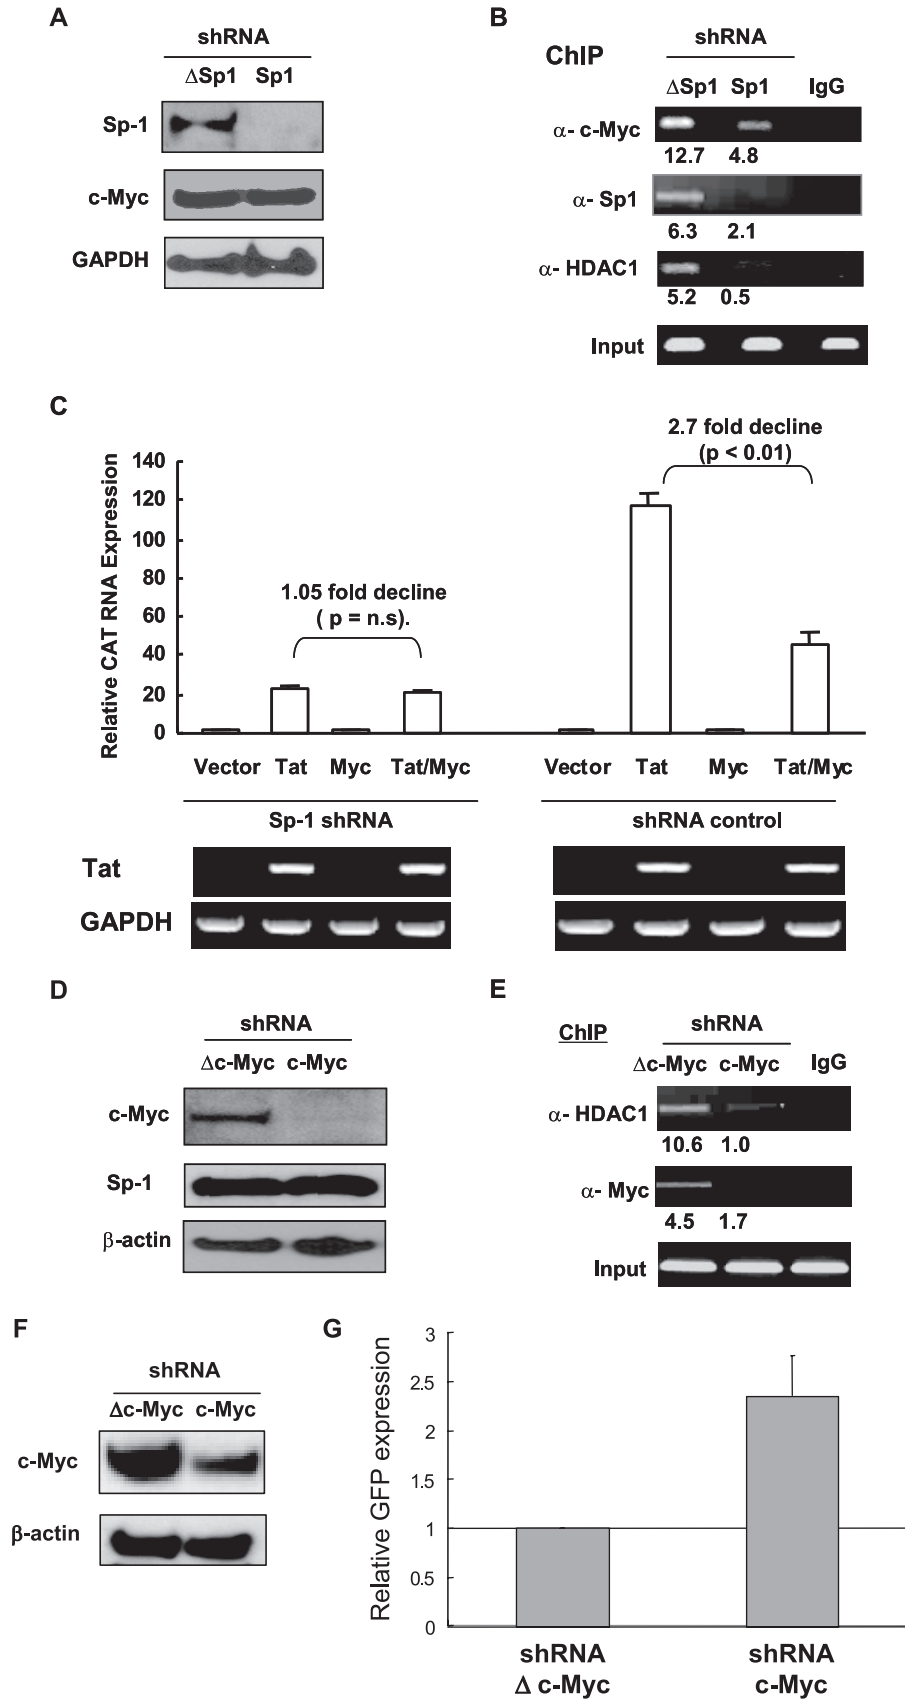 A
shRNA
ΔSp1 Sp1
Sp-1
c-Myc
GAPDH
B
ChIP
shRNA
ΔSp1 Sp1 IgG
α- c-Myc
12.7 4.8
α- Sp1
6.3 2.1
α- HDAC1
5.2 0.5
Input
C
Relative CAT RNA Expression
140
120
100
80
60
40
20
0
1.05 fold decline
( p = n.s).
2.7 fold decline
(p < 0.01)
Vector Tat Myc Tat/Myc
Vector Tat Myc Tat/Myc
Sp-1 shRNA
shRNA control
Tat
GAPDH
D
shRNA
Δc-Myc c-Myc
c-Myc
Sp-1
β-actin
E
ChIP
shRNA
Δc-Myc c-Myc IgG
α- HDAC1
10.6 1.0
α- Myc
4.5 1.7
Input
F
shRNA
Δc-Myc c-Myc
c-Myc
β-actin
G
Relative GFP expression
3
2.5
2
1.5
1
0.5
0
shRNA
Δ c-Myc
shRNA
c-Myc